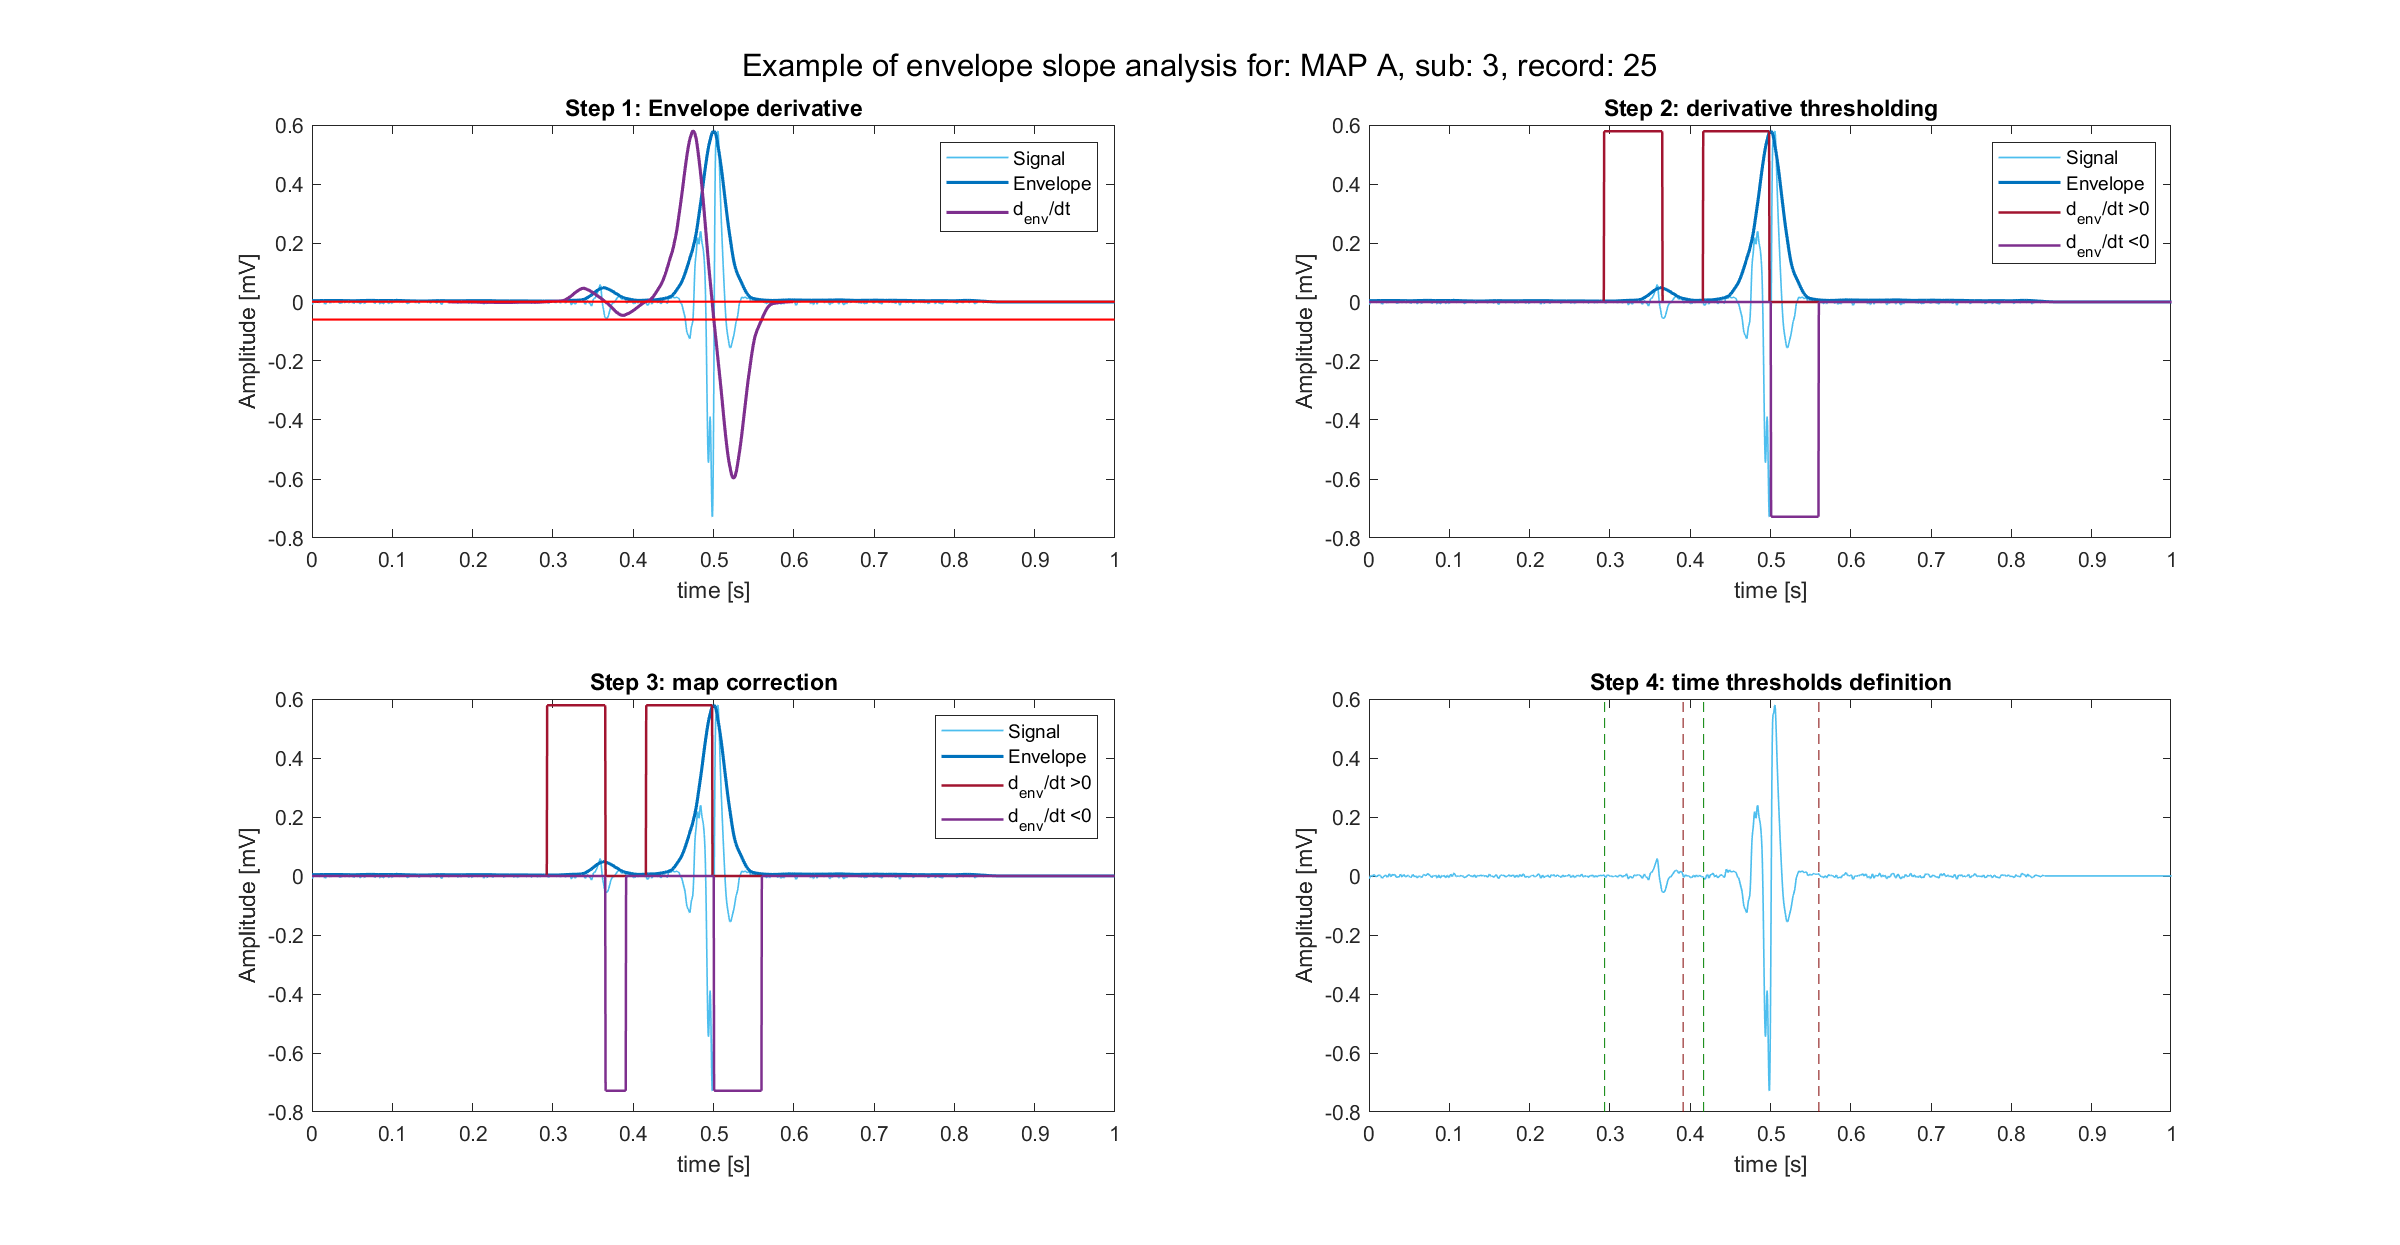 Example of envelope slope analysis for: MAP A, sub: 3, record: 25
Step 1: Envelope derivative
0.6
0.4
0.2
0
-0.2
-0.4
-0.6
-0.8
Amplitude [mV]
0 0.1 0.2 0.3 0.4 0.5 0.6 0.7 0.8 0.9 1
time [s]
Signal
Envelope
d_env/dt
Step 2: derivative thresholding
0.6
0.4
0.2
0
-0.2
-0.4
-0.6
-0.8
Amplitude [mV]
0 0.1 0.2 0.3 0.4 0.5 0.6 0.7 0.8 0.9 1
time [s]
Signal
Envelope
d_env/dt >0
d_env/dt <0
Step 3: map correction
0.6
0.4
0.2
0
-0.2
-0.4
-0.6
-0.8
Amplitude [mV]
0 0.1 0.2 0.3 0.4 0.5 0.6 0.7 0.8 0.9 1
time [s]
Signal
Envelope
d_env/dt >0
d_env/dt <0
Step 4: time thresholds definition
0.6
0.4
0.2
0
-0.2
-0.4
-0.6
-0.8
Amplitude [mV]
0 0.1 0.2 0.3 0.4 0.5 0.6 0.7 0.8 0.9 1
time [s]